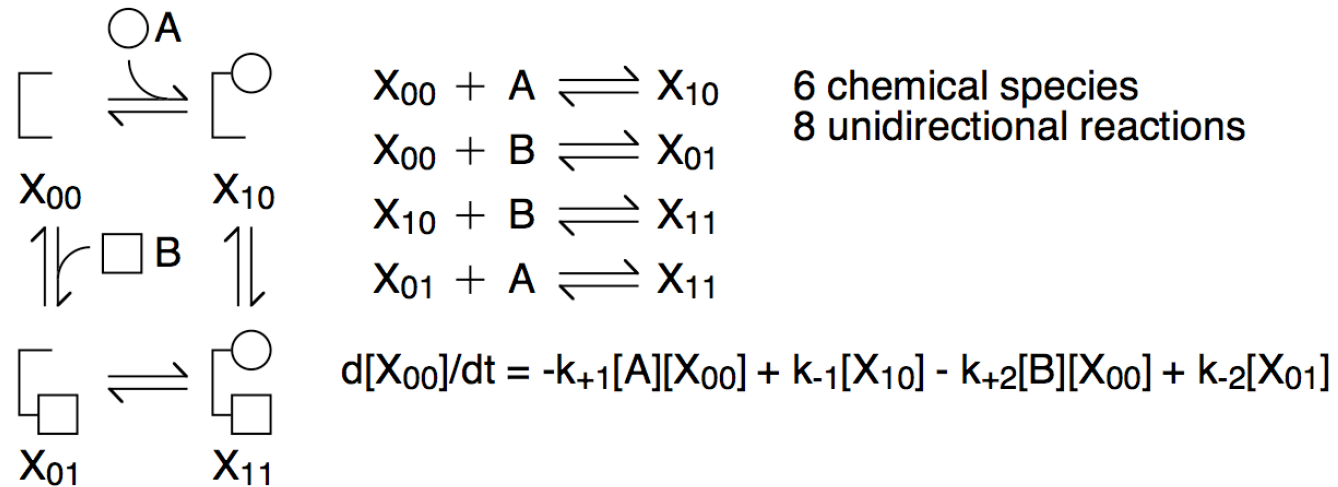 A
X₀₀ X₁₀
B
X₀₁ X₁₁
X₀₀ + A ⇌ X₁₀
X₀₀ + B ⇌ X₀₁
X₁₀ + B ⇌ X₁₁
X₀₁ + A ⇌ X₁₁
6 chemical species
8 unidirectional reactions
d[X₀₀]/dt = -k₊₁[A][X₀₀] + k₋₁[X₁₀] - k₊₂[B][X₀₀] + k₋₂[X₀₁]